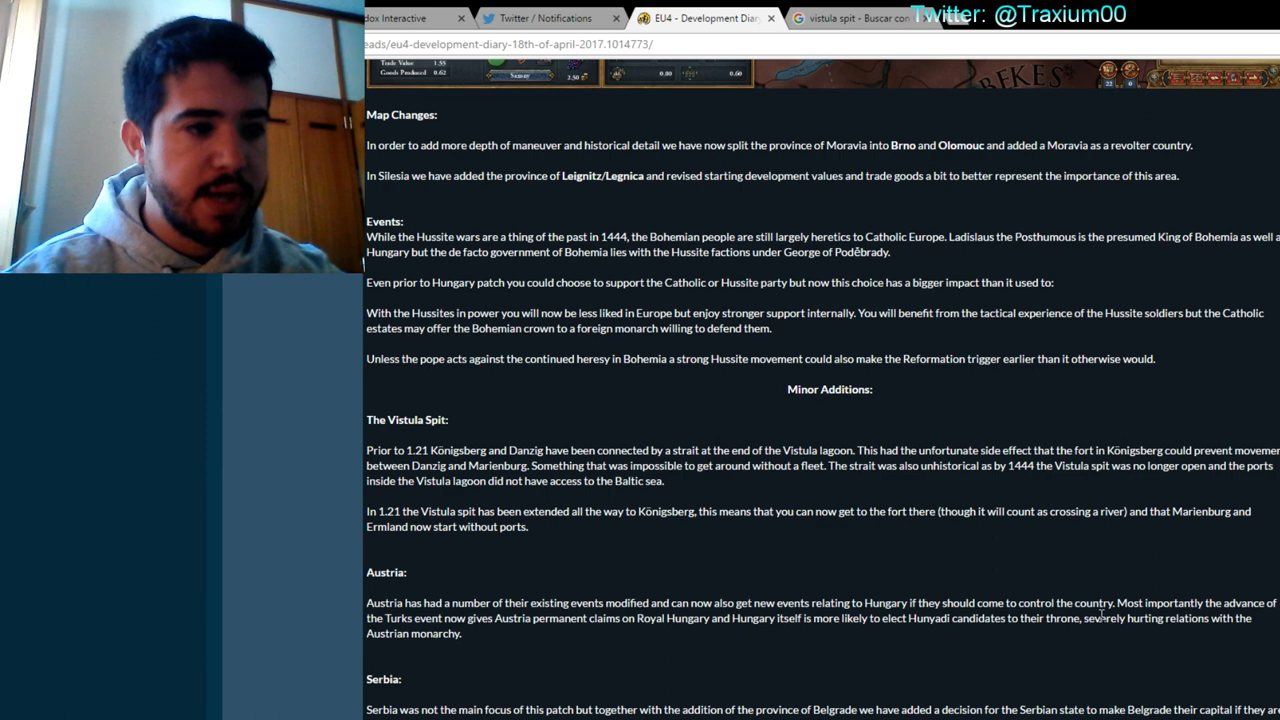 Twitter: @Traxium00
dox Interactive
Twitter / Notifications
EU4 - Development Diar
vistula spit - Buscar con
eads/eu4-development-diary-18th-of-april-2017.1014773/
Trade Value 1.55
Goods Produced 0.62
2.50
0.00
0.60
BEKES
22
0
Map Changes:
In order to add more depth of maneuver and historical detail we have now split the province of Moravia into Brno and Olomouc and added a Moravia as a revolter country.
In Silesia we have added the province of Leignitz/Legnica and revised starting development values and trade goods a bit to better represent the importance of this area.
Events:
While the Hussite wars are a thing of the past in 1444, the Bohemian people are still largely heretics to Catholic Europe. Ladislaus the Posthumous is the presumed King of Bohemia as well a
Hungary but the de facto government of Bohemia lies with the Hussite factions under George of Poděbrady.
Even prior to Hungary patch you could choose to support the Catholic or Hussite party but now this choice has a bigger impact than it used to:
With the Hussites in power you will now be less liked in Europe but enjoy stronger support internally. You will benefit from the tactical experience of the Hussite soldiers but the Catholic
estates may offer the Bohemian crown to a foreign monarch willing to defend them.
Unless the pope acts against the continued heresy in Bohemia a strong Hussite movement could also make the Reformation trigger earlier than it otherwise would.
Minor Additions:
The Vistula Spit:
Prior to 1.21 Königsberg and Danzig have been connected by a strait at the end of the Vistula lagoon. This had the unfortunate side effect that the fort in Königsberg could prevent movemen
between Danzig and Marienburg. Something that was impossible to get around without a fleet. The strait was also unhistorical as by 1444 the Vistula spit was no longer open and the ports
inside the Vistula lagoon did not have access to the Baltic sea.
In 1.21 the Vistula spit has been extended all the way to Königsberg, this means that you can now get to the fort there (though it will count as crossing a river) and that Marienburg and
Ermland now start without ports.
Austria:
Austria has had a number of their existing events modified and can now also get new events relating to Hungary if they should come to control the country. Most importantly the advance of
the Turks event now gives Austria permanent claims on Royal Hungary and Hungary itself is more likely to elect Hunyadi candidates to their throne, severely hurting relations with the
Austrian monarchy.
Serbia:
Serbia was not the main focus of this patch but together with the addition of the province of Belgrade we have added a decision for the Serbian state to make Belgrade their capital if they are